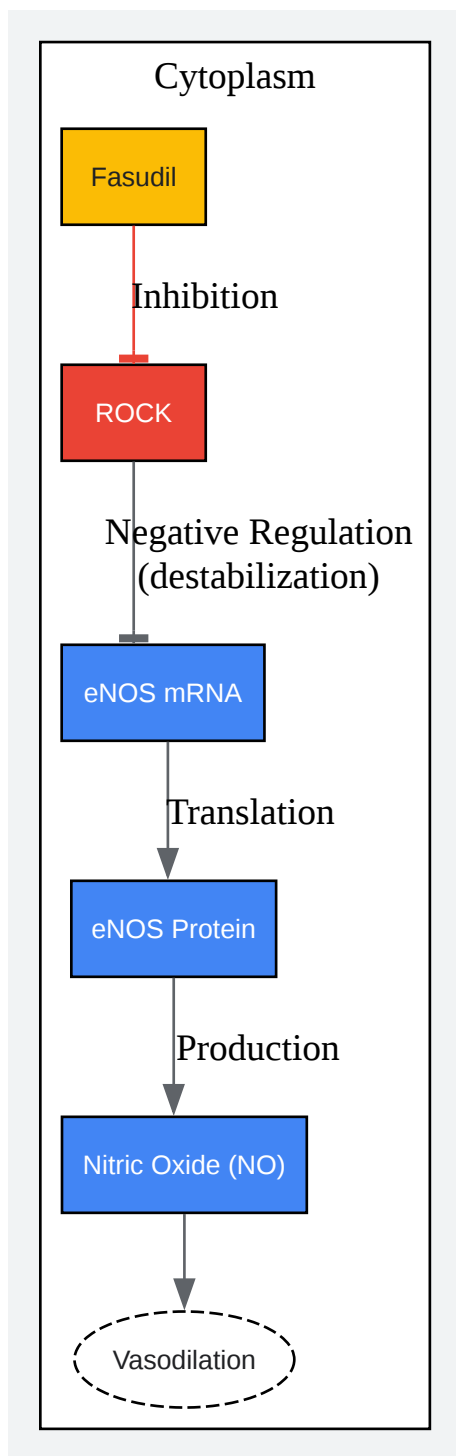 Cytoplasm
Fasudil
Inhibition
ROCK
Negative Regulation
(destabilization)
eNOS mRNA
Translation
eNOS Protein
Production
Nitric Oxide (NO)
Vasodilation